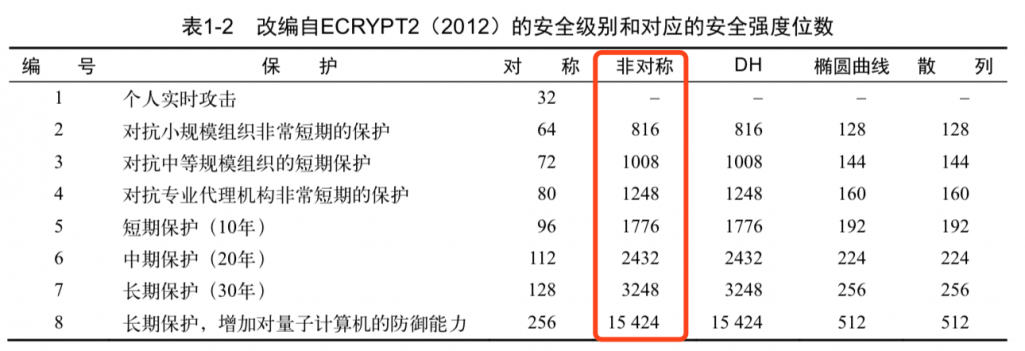 表1-2 改编自ECRYPT2（2012）的安全级别和对应的安全强度位数
编 号 保 护 对 称 非对称 DH 椭圆曲线 散 列
1 个人实时攻击 32 – – – –
2 对抗小规模组织非常短期的保护 64 816 816 128 128
3 对抗中等规模组织的短期保护 72 1008 1008 144 144
4 对抗专业代理机构非常短期的保护 80 1248 1248 160 160
5 短期保护（10年） 96 1776 1776 192 192
6 中期保护（20年） 112 2432 2432 224 224
7 长期保护（30年） 128 3248 3248 256 256
8 长期保护，增加对量子计算机的防御能力 256 15 424 15 424 512 512